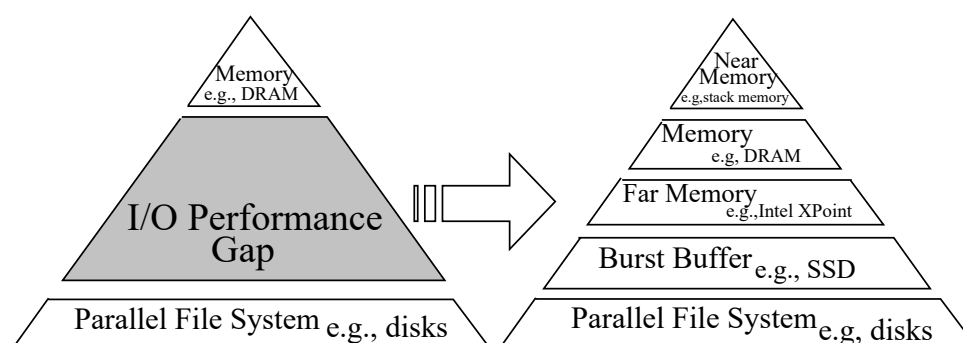 Memory
e.g., DRAM
I/O Performance
Gap
Parallel File System e.g., disks
Near
Memory
e.g,stack memory
Memory
e.g, DRAM
Far Memory
e.g.,Intel XPoint
Burst Buffer e.g., SSD
Parallel File System e.g, disks